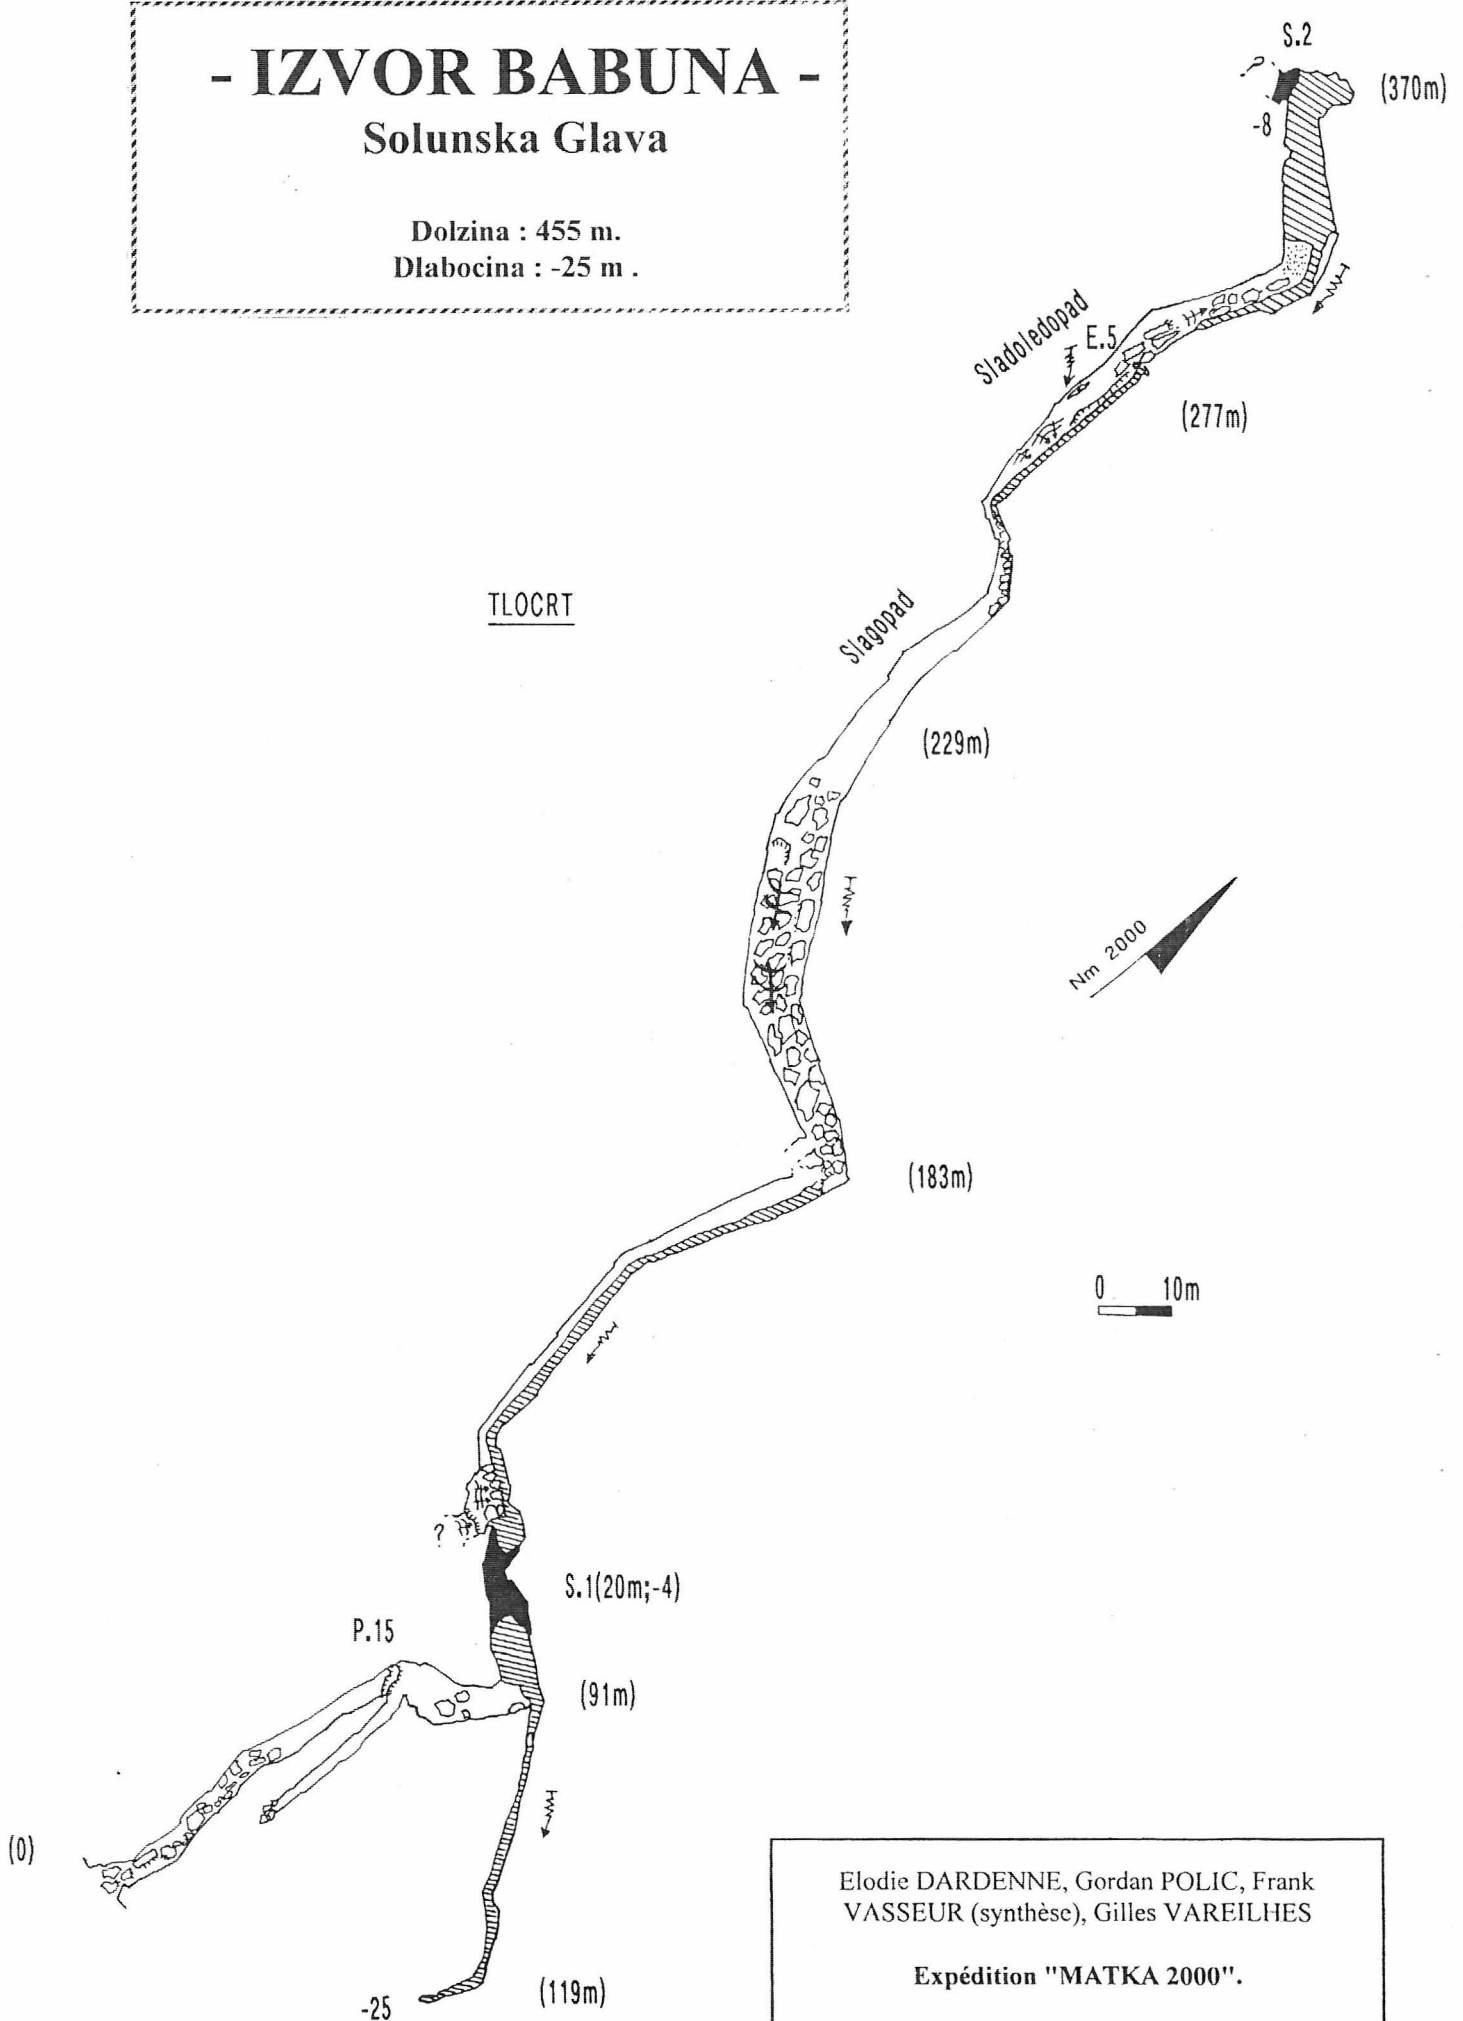 - IZVOR BABUNA -
Solunska Glava
Dolzina : 455 m.
Dlabocina : -25 m .
S.2
(370m)
-8
Sladoledopad
E.5
(277m)
TLOCRT
Slagopad
(229m)
Nm 2000
(183m)
0 10m
?
S.1(20m;-4)
P.15
(91m)
(0)
(119m)
-25
Elodie DARDENNE, Gordan POLIC, Frank
VASSEUR (synthèse), Gilles VAREILHES
Expédition "MATKA 2000".